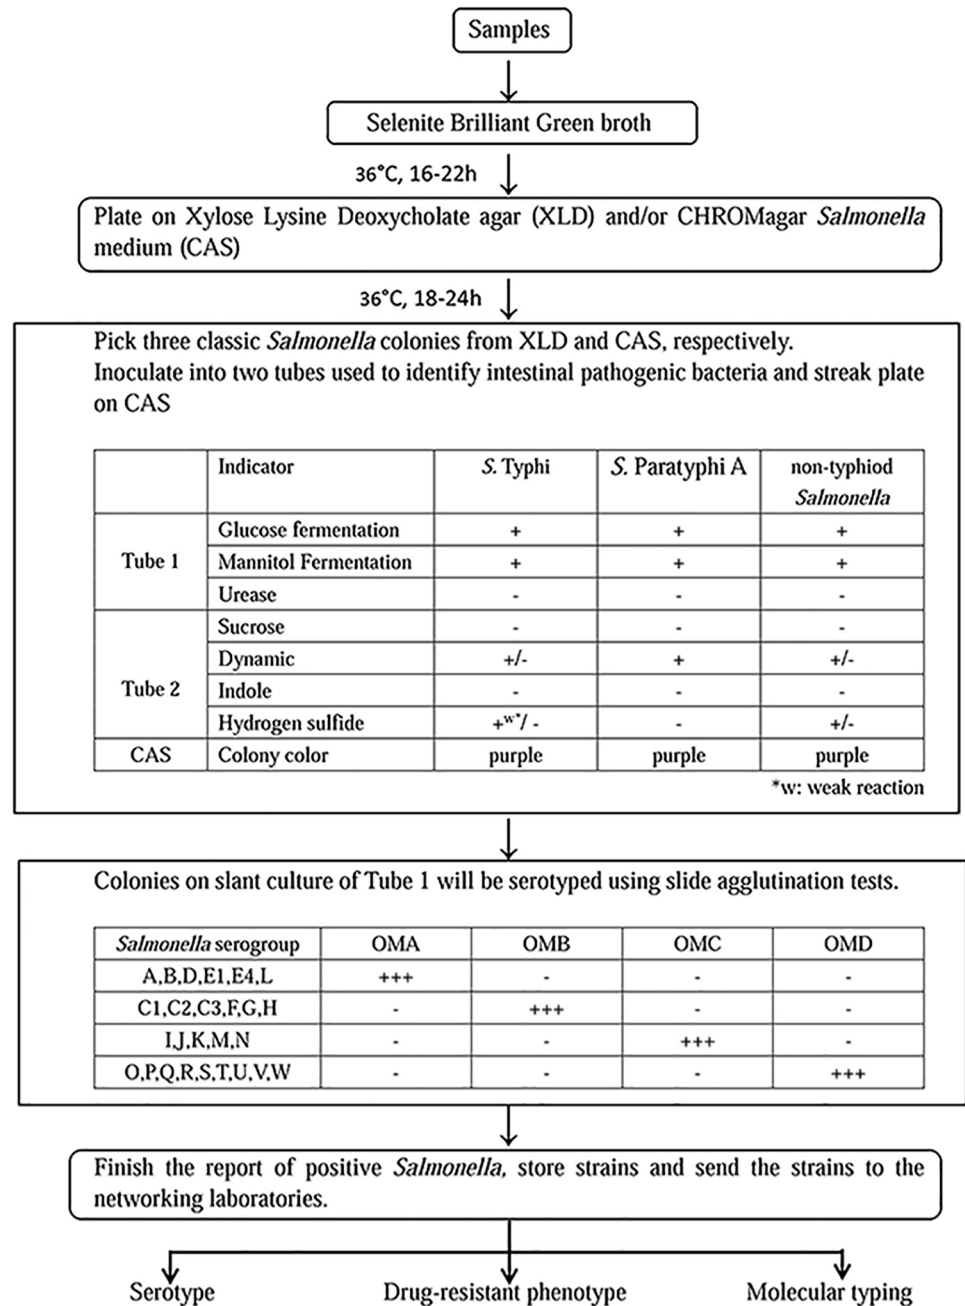 Samples
Selenite Brilliant Green broth
36°C, 16-22h
Plate on Xylose Lysine Deoxycholate agar (XLD) and/or CHROMagar Salmonella
medium (CAS)
36°C, 18-24h
Pick three classic Salmonella colonies from XLD and CAS, respectively.
Inoculate into two tubes used to identify intestinal pathogenic bacteria and streak plate
on CAS
Indicator S. Typhi S. Paratyphi A non-typhiod
Salmonella
Glucose fermentation + + +
Tube 1 Mannitol Fermentation + + +
Urease - - -
Sucrose - - -
Dynamic +/- + +/-
Tube 2 Indole - - -
Hydrogen sulfide +w*/ - - +/-
CAS Colony color purple purple purple
*w: weak reaction
Colonies on slant culture of Tube 1 will be serotyped using slide agglutination tests.
Salmonella serogroup OMA OMB OMC OMD
A,B,D,E1,E4,L +++ - - -
C1,C2,C3,F,G,H - +++ - -
I,J,K,M,N - - +++ -
O,P,Q,R,S,T,U,V,W - - - +++
Finish the report of positive Salmonella, store strains and send the strains to the
networking laboratories.
Serotype Drug-resistant phenotype Molecular typing